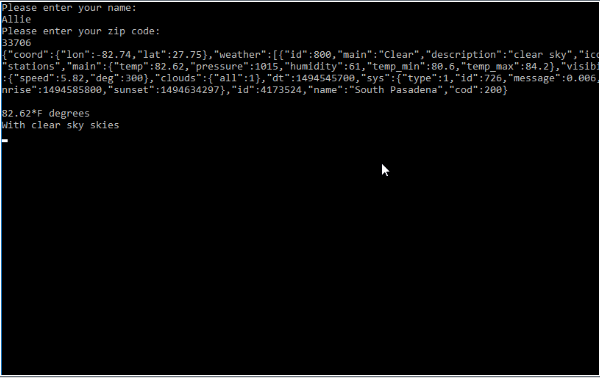 Please enter your name:
Allie
Please enter your zip code:
33706
{"coord":{"lon":-82.74,"lat":27.75},"weather":[{"id":800,"main":"Clear","description":"clear sky","ico
"stations","main":{"temp":82.62,"pressure":1015,"humidity":61,"temp_min":80.6,"temp_max":84.2},"visibi
:{"speed":5.82,"deg":300},"clouds":{"all":1},"dt":1494545700,"sys":{"type":1,"id":726,"message":0.006,
nrise":1494585800,"sunset":1494634297},"id":4173524,"name":"South Pasadena","cod":200}
82.62*F degrees
With clear sky skies